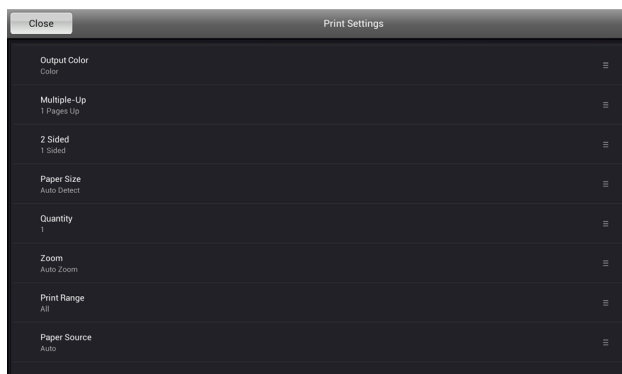 Close
Print Settings
Output Color
Color
Multiple-Up
1 Pages Up
2 Sided
1 Sided
Paper Size
Auto Detect
Quantity
1
Zoom
Auto Zoom
Print Range
All
Paper Source
Auto